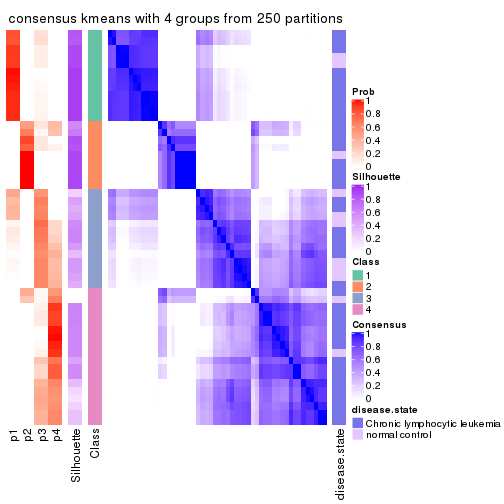 consensus kmeans with 4 groups from 250 partitions
Prob
1
0.8
0.6
0.4
0.2
0
Silhouette
1
0.8
0.6
0.4
0.2
0
Class
1
2
3
4
Consensus
1
0.8
0.6
0.4
0.2
0
disease.state
Chronic lymphocytic leukemia
normal control
p1
p2
p3
p4
Silhouette
Class
disease.state